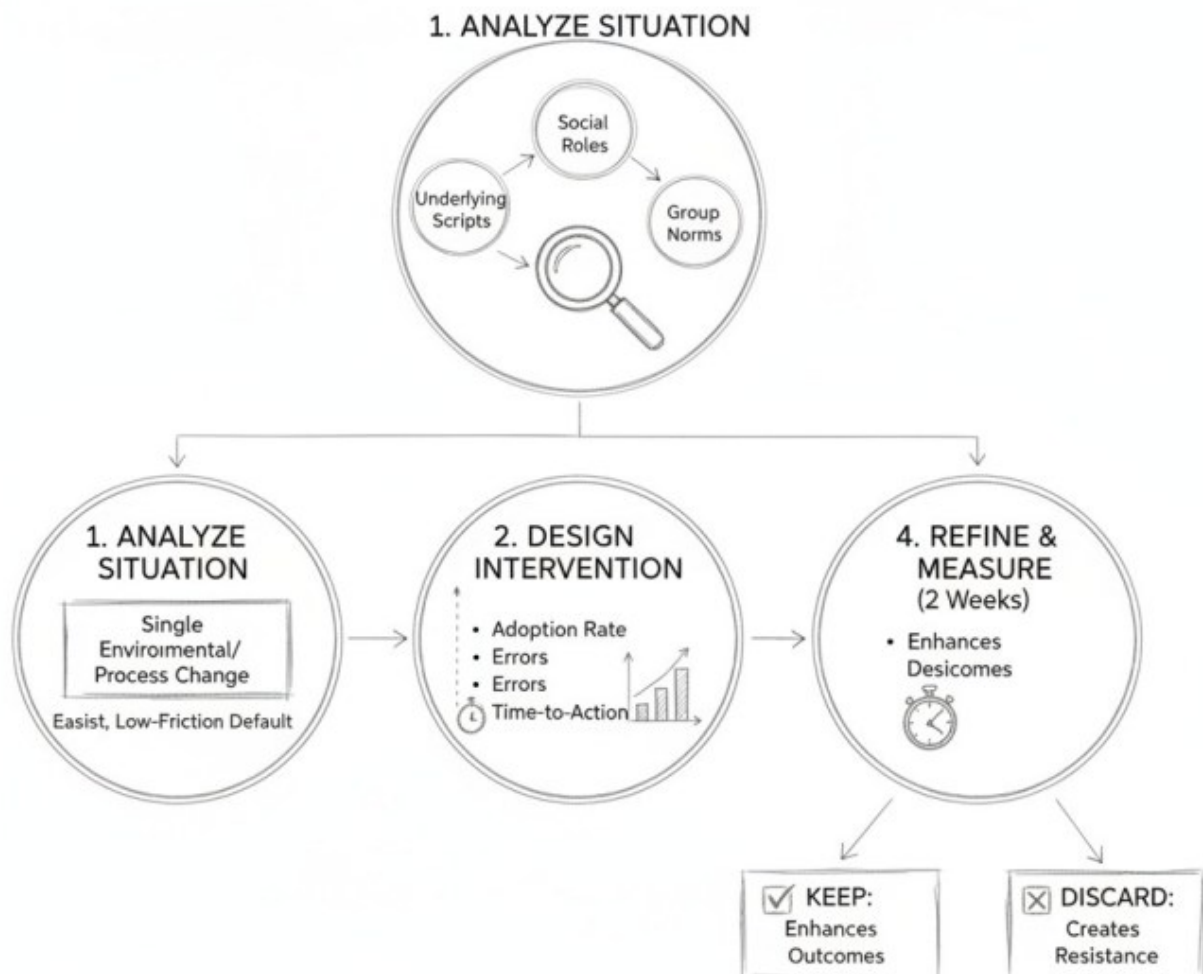 1. ANALYZE SITUATION
Social
Roles
Underlying
Scripts
Group
Norms
1. ANALYZE
SITUATION
Single
Enviroımental/
Process Change
Easist, Low-Friction Default
2. DESIGN
INTERVENTION
• Adoption Rate
• Errors
• Errors
• Time-to-Action
4. REFINE &
MEASURE
(2 Weeks)
• Enhances
Desicomes
KEEP:
Enhances
Outcomes
DISCARD:
Creates
Resistance